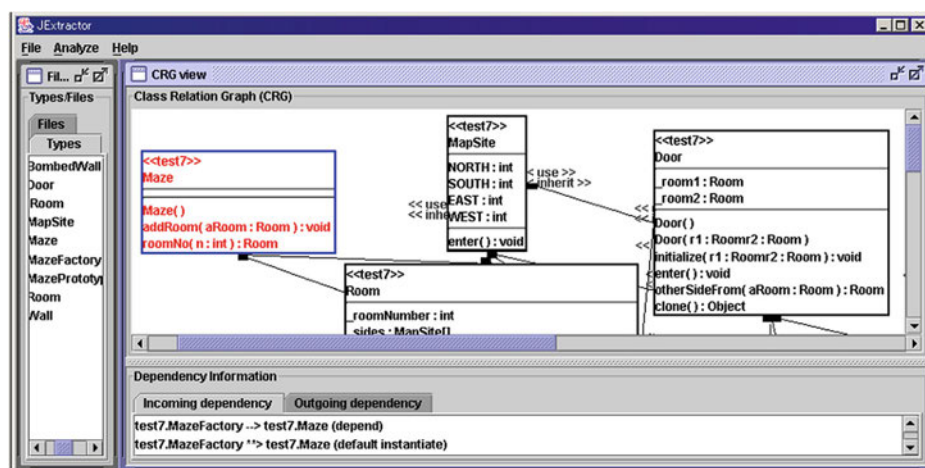 JExtractor
File Analyze Help
Fil...
Types/Files
Files
Types
BombedWall
Door
Room
MapSite
Maze
MazeFactory
MazePrototyp
Room
Wall
CRG view
Class Relation Graph (CRG)
<<test7>>
Maze
Maze( )
addRoom( aRoom : Room ) : void
roomNo( n : int ) : Room
<<test7>>
MapSite
NORTH : int
SOUTH : int
EAST : int
WEST : int
enter( ) : void
< use >>
< inherit >>
<< use
<< inhe
<<test7>>
Room
_roomNumber : int
_sides : MapSite[]
<<test7>>
Door
_room1 : Room
_room2 : Room
Door( )
Door( r1 : Roomr2 : Room )
initialize( r1 : Roomr2 : Room ) : void
enter( ) : void
otherSideFrom( aRoom : Room ) : Room
clone( ) : Object
<<
<<
<<
Dependency Information
Incoming dependency Outgoing dependency
test7.MazeFactory --> test7.Maze (depend)
test7.MazeFactory **> test7.Maze (default instantiate)